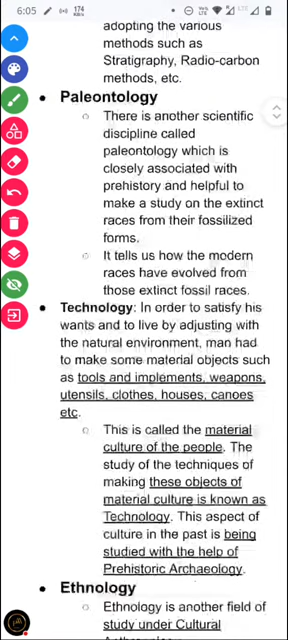 6:05 174 KB/s VO LTE
adopting the various
methods such as
Stratigraphy, Radio-carbon
methods, etc.
• Paleontology
○ There is another scientific
discipline called
paleontology which is
closely associated with
prehistory and helpful to
make a study on the extinct
races from their fossilized
forms.
○ It tells us how the modern
races have evolved from
those extinct fossil races.
• Technology: In order to satisfy his
wants and to live by adjusting with
the natural environment, man had
to make some material objects such
as tools and implements, weapons,
utensils, clothes, houses, canoes
etc.
○ This is called the material
culture of the people. The
study of the techniques of
making these objects of
material culture is known as
Technology. This aspect of
culture in the past is being
studied with the help of
Prehistoric Archaeology.
• Ethnology
○ Ethnology is another field of
study under Cultural